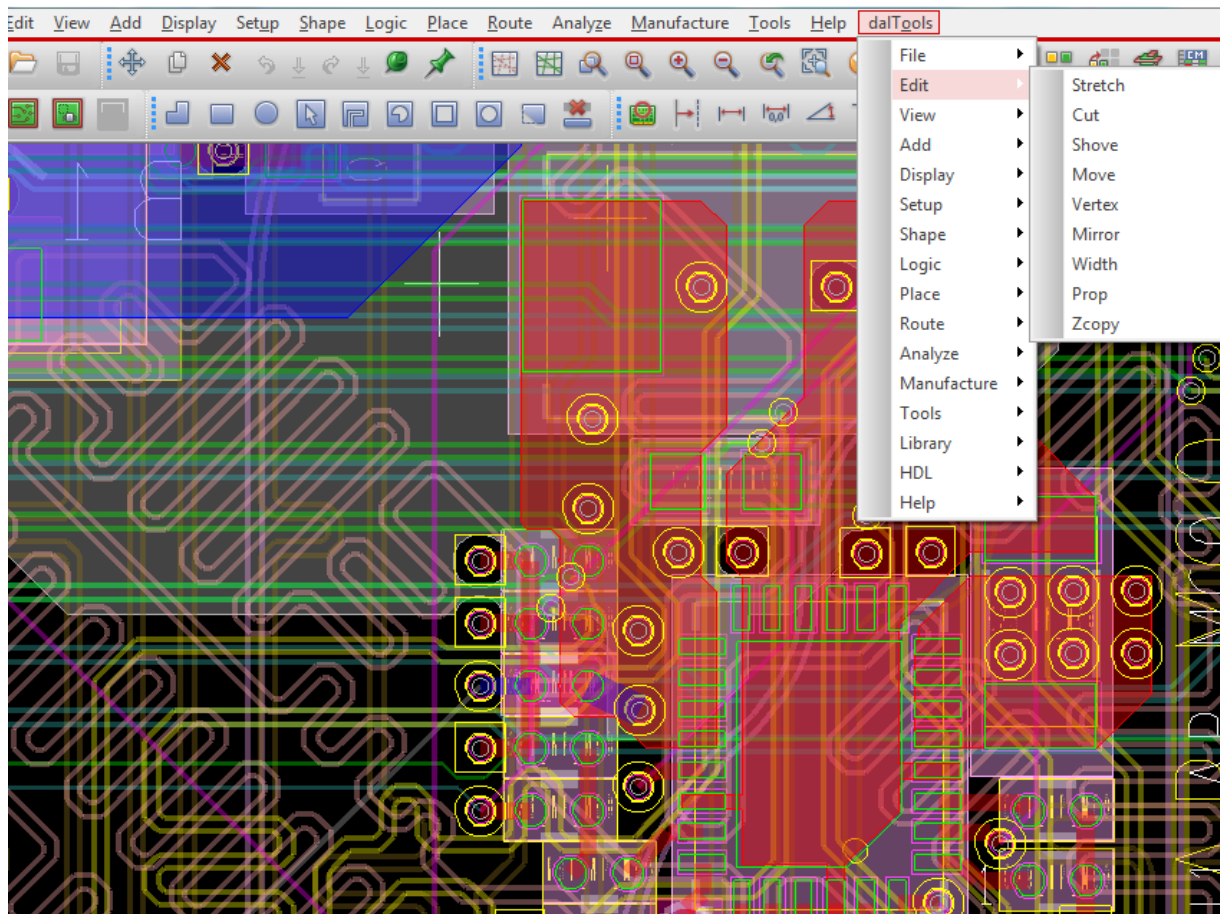 Edit View Add Display Setup Shape Logic Place Route Analyze Manufacture Tools Help dalTools
File
Edit
View
Add
Display
Setup
Shape
Logic
Place
Route
Analyze
Manufacture
Tools
Library
HDL
Help
Stretch
Cut
Shove
Move
Vertex
Mirror
Width
Prop
Zcopy